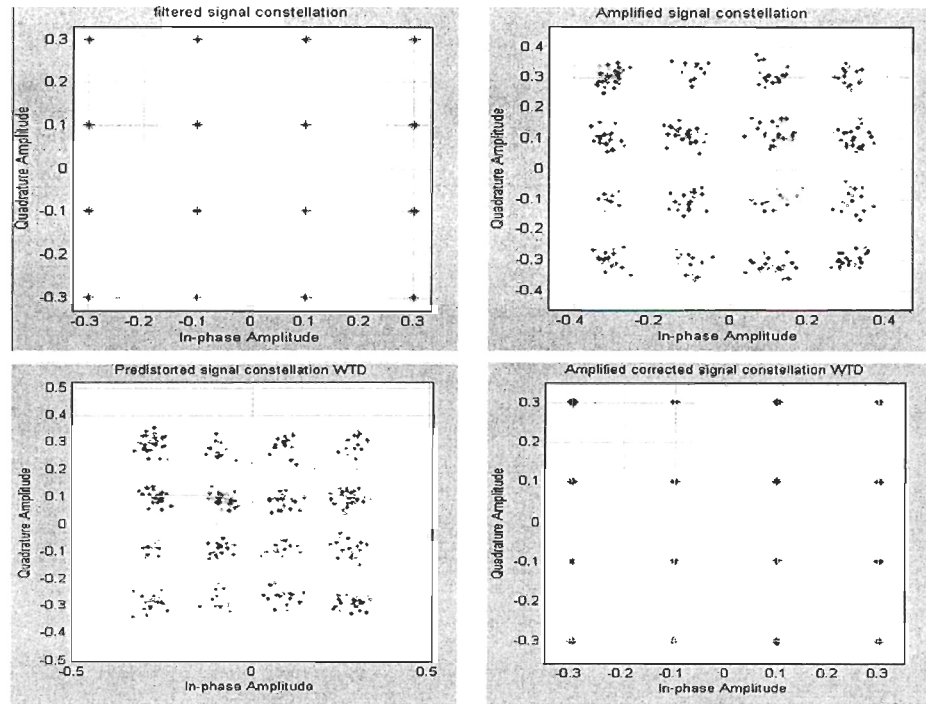 filtered signal constellation
0.3
0.2
0.1
0
-0.1
-0.2
-0.3
Quadrature Amplitude
-0.3 -0.2 -0.1 0 0.1 0.2 0.3
In-phase Amplitude
Amplified signal constellation
0.4
0.3
0.2
0.1
0
-0.1
-0.2
-0.3
-0.4
Quadrature Amplitude
-0.4 -0.2 0 0.2 0.4
In-phase Amplitude
Predistorted signal constellation WTD
0.5
0.4
0.3
0.2
0.1
0
-0.1
-0.2
-0.3
-0.4
-0.5
Quadrature Amplitude
-0.5 0 0.5
In-phase Amplitude
Amplified corrected signal constellation WTD
0.3
0.2
0.1
0
-0.1
-0.2
-0.3
Quadrature Amplitude
-0.3 -0.2 -0.1 0 0.1 0.2 0.3
In-phase Amplitude